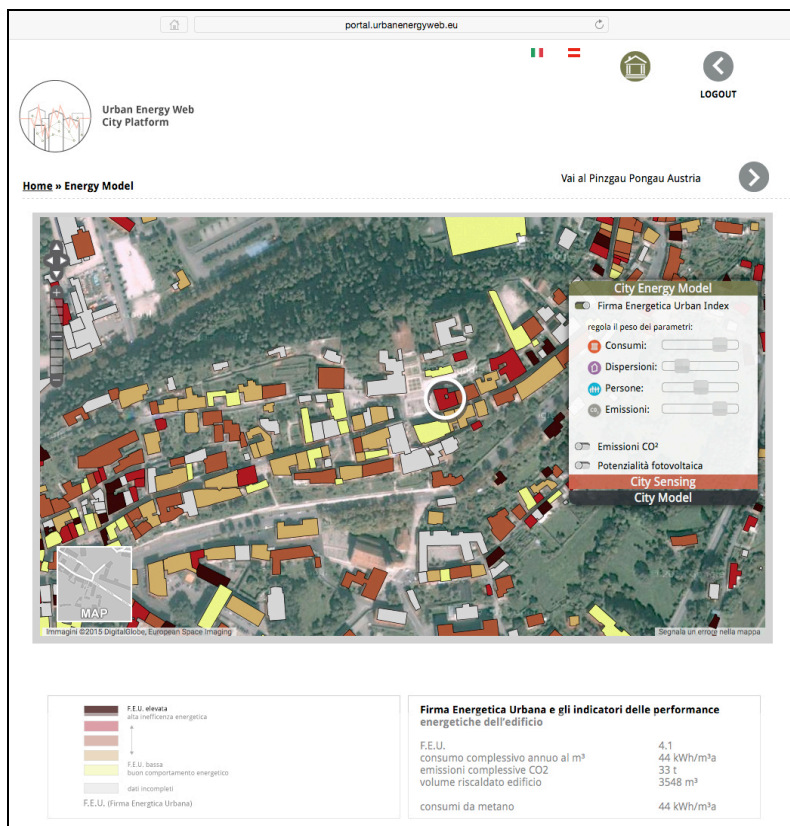 portal.urbanenergyweb.eu
LOGOUT
Urban Energy Web
City Platform
Home » Energy Model
Vai al Pinzgau Pongau Austria
City Energy Model
Firma Energetica Urban Index
regola il peso dei parametri:
Consumi:
Dispersioni:
Persone:
Emissioni:
Emissioni CO²
Potenzialità fotovoltaica
City Sensing
City Model
MAP
Immagini ©2015 DigitalGlobe, European Space Imaging
Segnala un errore nella mappa
F.E.U. elevata
alta inefficenza energetica
F.E.U. bassa
buon comportamento energetico
dati incompleti
F.E.U. (Firma Energtica Urbana)
Firma Energetica Urbana e gli indicatori delle performance
energetiche dell'edificio
F.E.U. 4.1
consumo complessivo annuo al m³ 44 kWh/m³a
emissioni complessive CO2 33 t
volume riscaldato edificio 3548 m³
consumi da metano 44 kWh/m³a